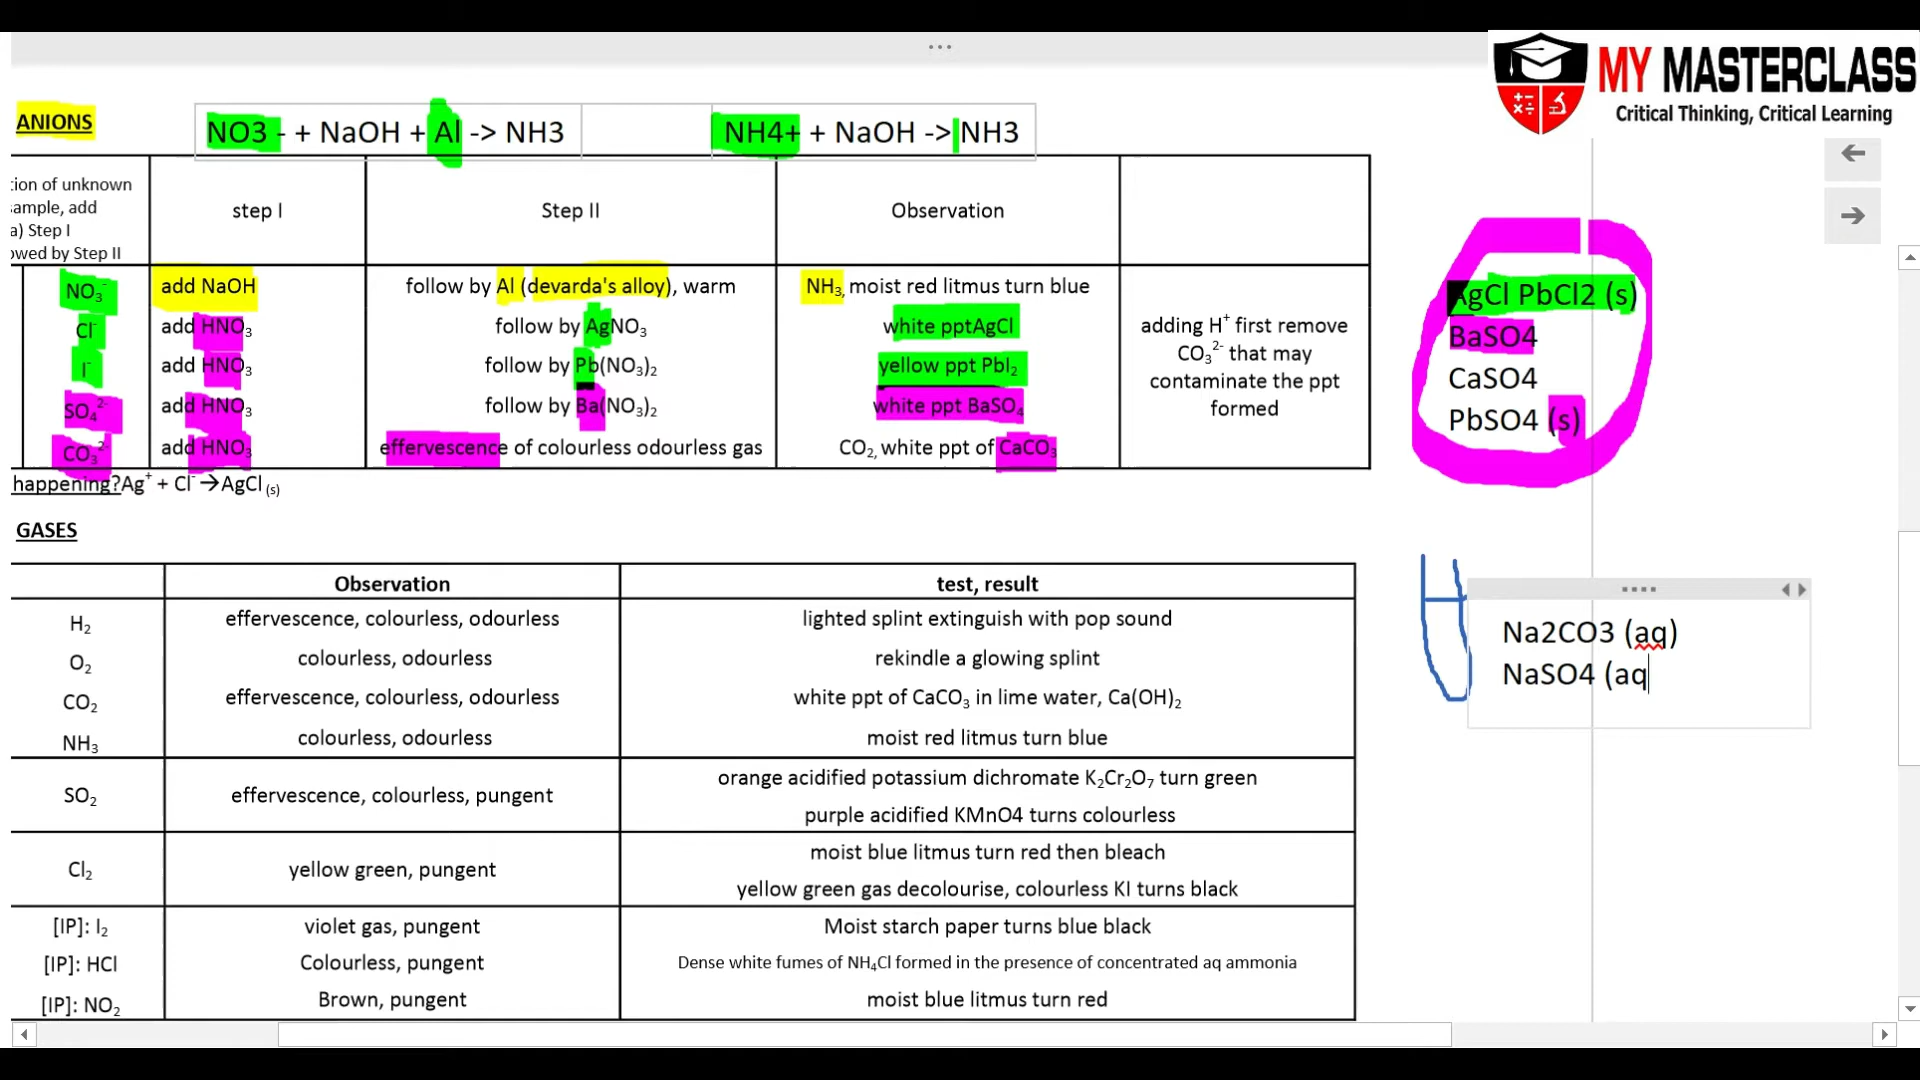 MY MASTERCLASS
Critical Thinking, Critical Learning
ANIONS
NO3 - + NaOH + Al -> NH3
NH4+ + NaOH -> NH3
tion of unknown
sample, add
a) Step I
owed by Step II
step I
Step II
Observation
NO₃⁻ add NaOH follow by Al (devarda's alloy), warm NH₃, moist red litmus turn blue
Cl⁻ add HNO₃ follow by AgNO₃ white pptAgCl
I⁻ add HNO₃ follow by Pb(NO₃)₂ yellow ppt PbI₂
SO₄²⁻ add HNO₃ follow by Ba(NO₃)₂ white ppt BaSO₄
CO₃²⁻ add HNO₃ effervescence of colourless odourless gas CO₂, white ppt of CaCO₃
adding H⁺ first remove
CO₃²⁻ that may
contaminate the ppt
formed
happening?Ag⁺ + Cl⁻→AgCl (s)
AgCl PbCl2 (s)
BaSO4
CaSO4
PbSO4 (s)
GASES
Observation test, result
H₂ effervescence, colourless, odourless lighted splint extinguish with pop sound
O₂ colourless, odourless rekindle a glowing splint
CO₂ effervescence, colourless, odourless white ppt of CaCO₃ in lime water, Ca(OH)₂
NH₃ colourless, odourless moist red litmus turn blue
SO₂ effervescence, colourless, pungent orange acidified potassium dichromate K₂Cr₂O₇ turn green
purple acidified KMnO4 turns colourless
Cl₂ yellow green, pungent moist blue litmus turn red then bleach
yellow green gas decolourise, colourless KI turns black
[IP]: I₂ violet gas, pungent Moist starch paper turns blue black
[IP]: HCl Colourless, pungent Dense white fumes of NH₄Cl formed in the presence of concentrated aq ammonia
[IP]: NO₂ Brown, pungent moist blue litmus turn red
Na2CO3 (aq)
NaSO4 (aq